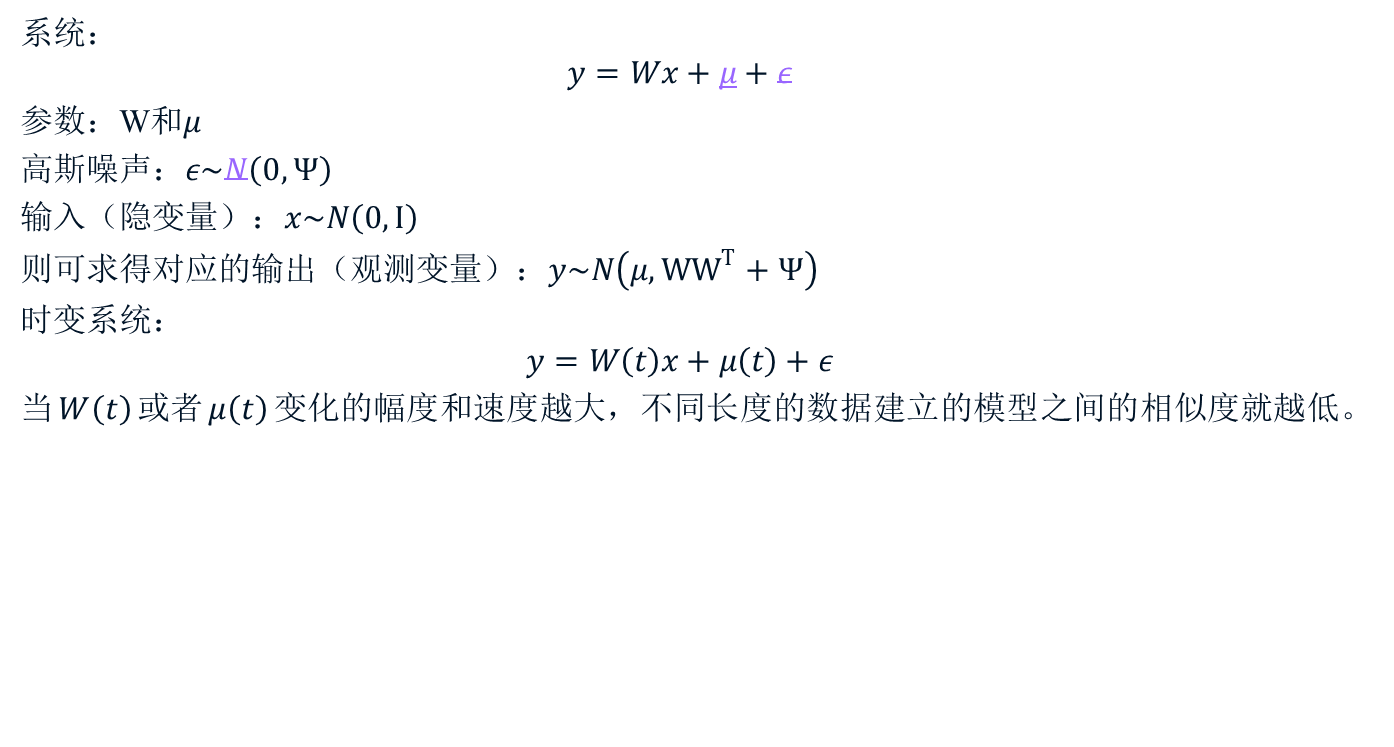 系统：
y = Wx + μ + ϵ
参数：W和μ
高斯噪声：ϵ~N(0, Ψ)
输入（隐变量）：x~N(0, I)
则可求得对应的输出（观测变量）：y~N(μ, WWᵀ + Ψ)
时变系统：
y = W(t)x + μ(t) + ϵ
当W(t)或者μ(t)变化的幅度和速度越大，不同长度的数据建立的模型之间的相似度就越低。